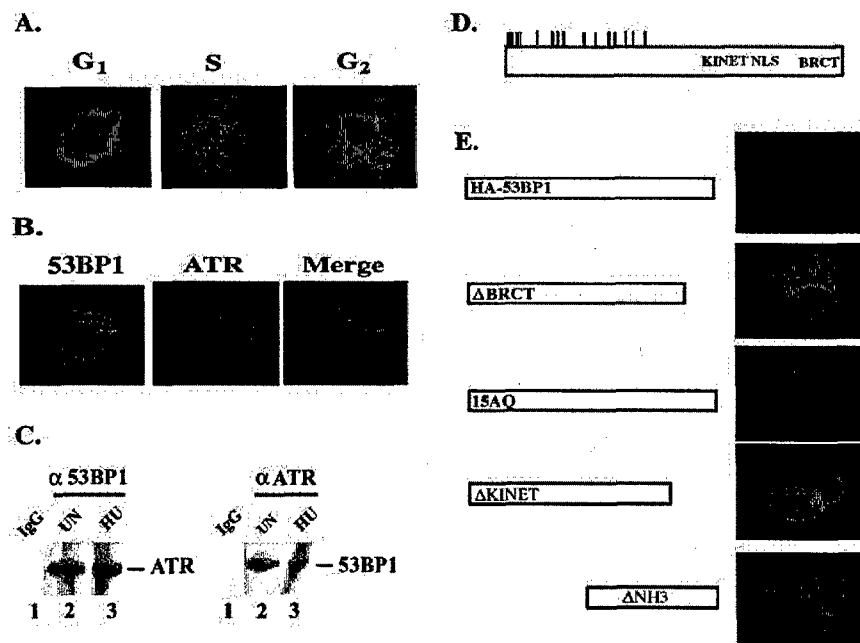 A.
G1 S G2
B.
53BP1 ATR Merge
C.
α 53BP1
IgG UN HU
ATR
1 2 3
α ATR
IgG UN HU
53BP1
1 2 3
D.
KINET NLS BRCT
E.
HA-53BP1
ΔBRCT
15AQ
ΔKINET
ΔNH3